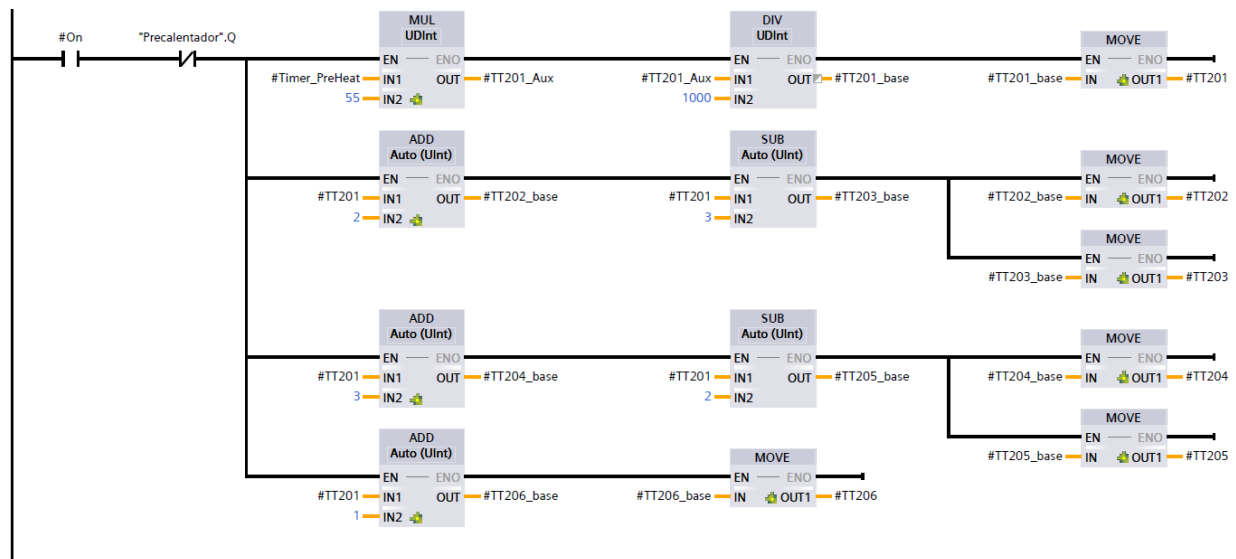 MUL DIV
#On "Precalentador".Q UDInt UDInt MOVE
EN ENO EN ENO EN ENO
#Timer_PreHeat IN1 OUT #TT201_Aux #TT201_Aux IN1 OUT #TT201_base #TT201_base IN OUT1 #TT201
55 IN2 1000 IN2
ADD SUB
Auto (UInt) Auto (UInt) MOVE
EN ENO EN ENO EN ENO
#TT201 IN1 OUT #TT202_base #TT201 IN1 OUT #TT203_base #TT202_base IN OUT1 #TT202
2 IN2 3 IN2
MOVE
EN ENO
#TT203_base IN OUT1 #TT203
ADD SUB
Auto (UInt) Auto (UInt) MOVE
EN ENO EN ENO EN ENO
#TT201 IN1 OUT #TT204_base #TT201 IN1 OUT #TT205_base #TT204_base IN OUT1 #TT204
3 IN2 2 IN2
MOVE
EN ENO
#TT205_base IN OUT1 #TT205
ADD
Auto (UInt) MOVE
EN ENO EN ENO
#TT201 IN1 OUT #TT206_base #TT206_base IN OUT1 #TT206
1 IN2